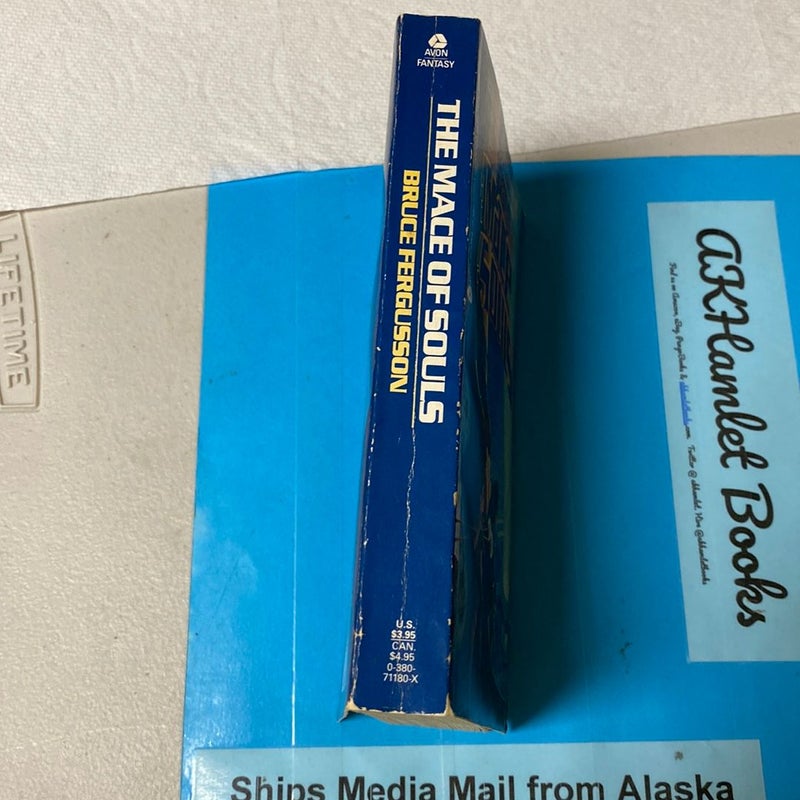 AVON
FANTASY
THE MACE OF SOULS
BRUCE FERGUSSON
U.S.
$3.95
CAN.
$4.95
0-380-
71180-X
LIFETIME
AKHamlet Books
Ships Media Mail from Alaska